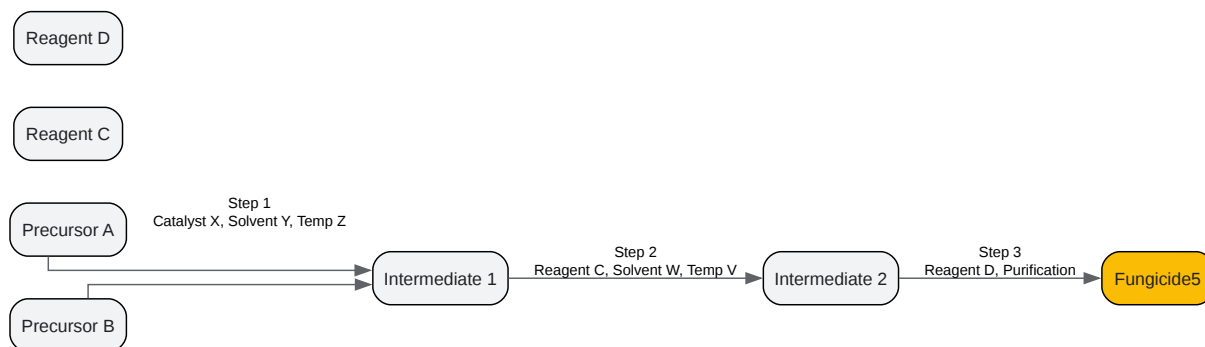 Reagent D
Reagent C
Precursor A
Step 1
Catalyst X, Solvent Y, Temp Z
Precursor B
Intermediate 1
Step 2
Reagent C, Solvent W, Temp V
Intermediate 2
Step 3
Reagent D, Purification
Fungicide5